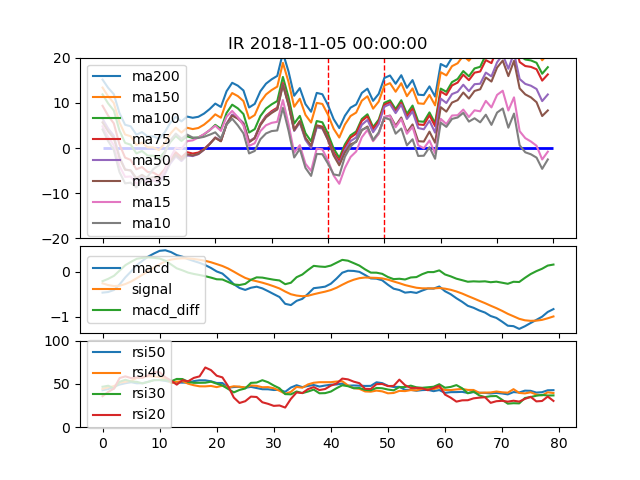 IR 2018-11-05 00:00:00
20
10
0
−10
−20
ma200
ma150
ma100
ma75
ma50
ma35
ma15
ma10
0
−1
macd
signal
macd_diff
100
50
0
rsi50
rsi40
rsi30
rsi20
0 10 20 30 40 50 60 70 80